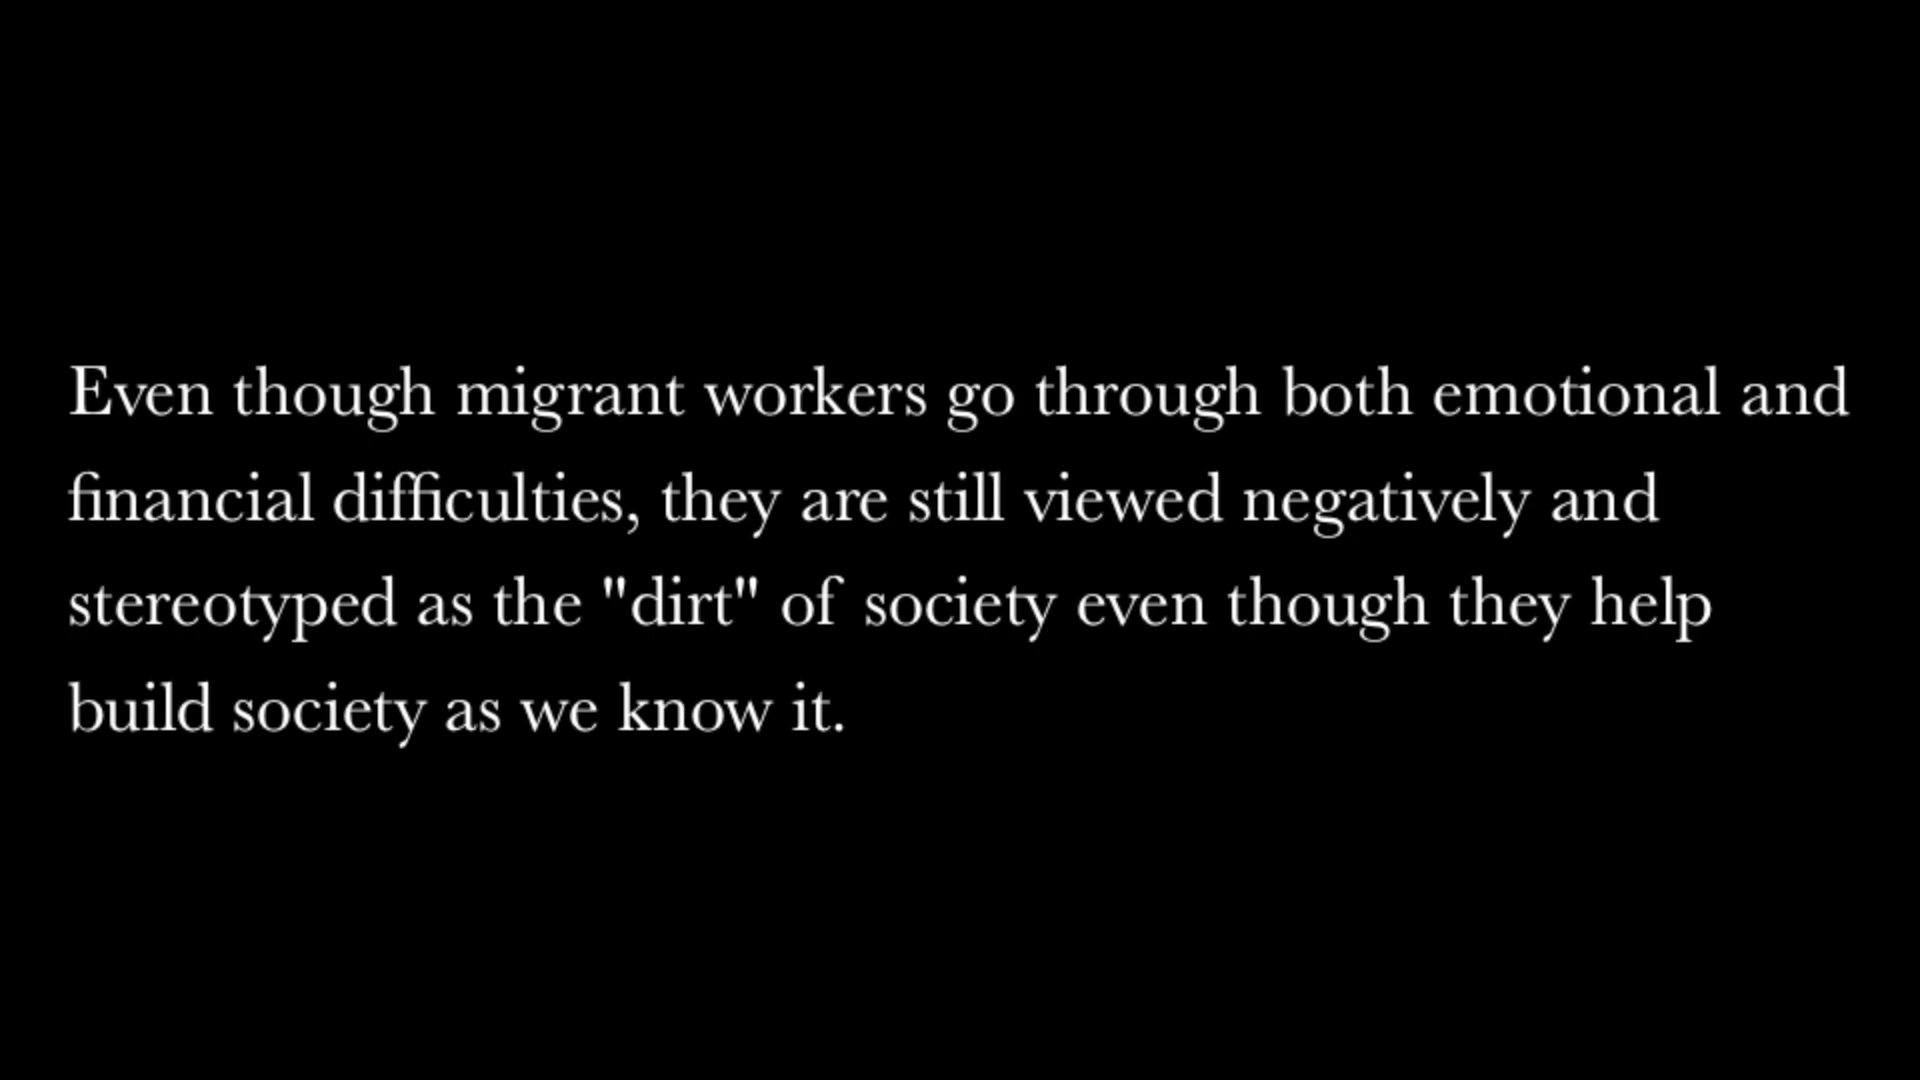 Even though migrant workers go through both emotional and
financial difficulties, they are still viewed negatively and
stereotyped as the "dirt" of society even though they help
build society as we know it.